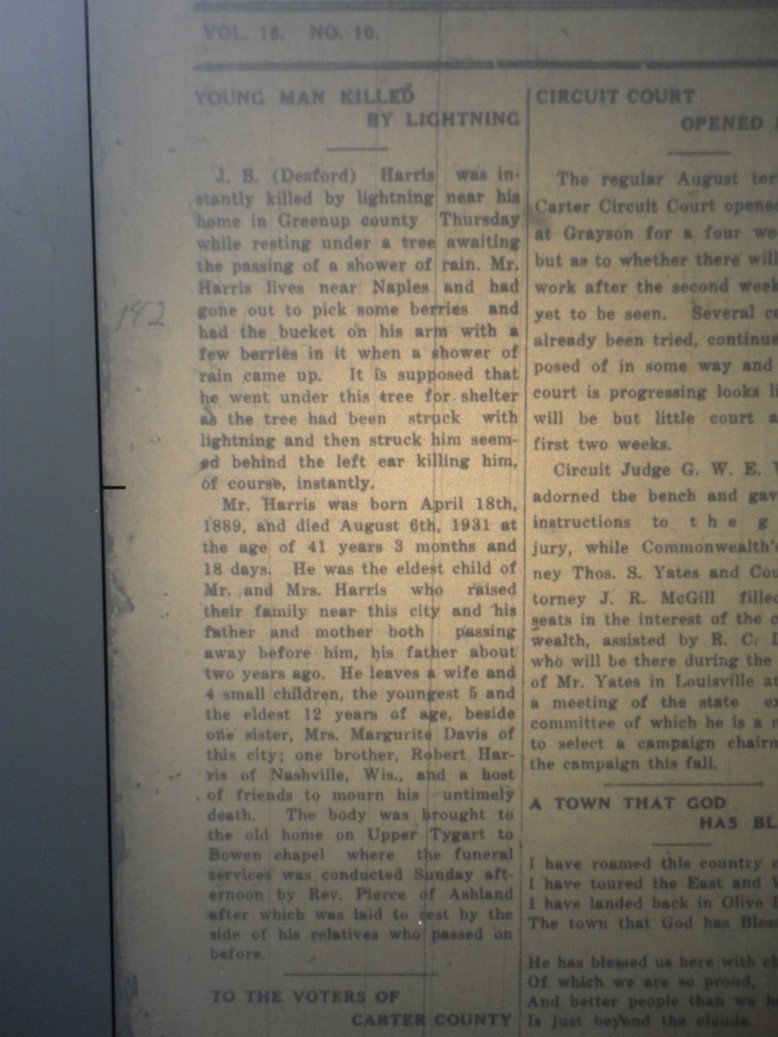 VOL. 16. NO. 10.
YOUNG MAN KILLED
BY LIGHTNING
J. B. (Desford) Harris was in-
stantly killed by lightning near his
home in Greenup county Thursday
while resting under a tree awaiting
the passing of a shower of rain. Mr.
Harris lives near Naples and had
gone out to pick some berries and
had the bucket on his arm with a
few berries in it when a shower of
rain came up. It is supposed that
he went under this tree for shelter
as the tree had been struck with
lightning and then struck him seem-
ed behind the left ear killing him,
of course, instantly.
Mr. Harris was born April 18th,
1889, and died August 6th, 1931 at
the age of 41 years 3 months and
18 days. He was the eldest child of
Mr. and Mrs. Harris who raised
their family near this city and his
father and mother both passing
away before him, his father about
two years ago. He leaves a wife and
4 small children, the youngest 5 and
the eldest 12 years of age, beside
one sister, Mrs. Margurite Davis of
this city; one brother, Robert Har-
ris of Nashville, Wis., and a host
of friends to mourn his untimely
death. The body was brought to
the old home on Upper Tygart to
Bowen chapel where the funeral
services was conducted Sunday aft-
ernoon by Rev. Pierce of Ashland
after which was laid to rest by the
side of his relatives who passed on
before.
TO THE VOTERS OF
CARTER COUNTY
142
CIRCUIT COURT
OPENED
The regular August ter
Carter Circuit Court opene
at Grayson for a four we
but as to whether there will
work after the second week
yet to be seen. Several c
already been tried, continue
posed of in some way and
court is progressing looks li
will be but little court a
first two weeks.
Circuit Judge G. W. E.
adorned the bench and gav
instructions to the g
jury, while Commonwealth's
ney Thos. S. Yates and Cou
torney J. R. McGill filled
seats in the interest of the c
wealth, assisted by R. C.
who will be there during the
of Mr. Yates in Louisville at
a meeting of the state ex
committee of which he is a
to select a campaign chairm
the campaign this fall.
A TOWN THAT GOD
HAS BL
I have roamed this country
I have toured the East and
I have landed back in Olive
The town that God has Bles
He has blessed us here with
Of which we are so proud,
And better people than we
Is just beyond the clouds.